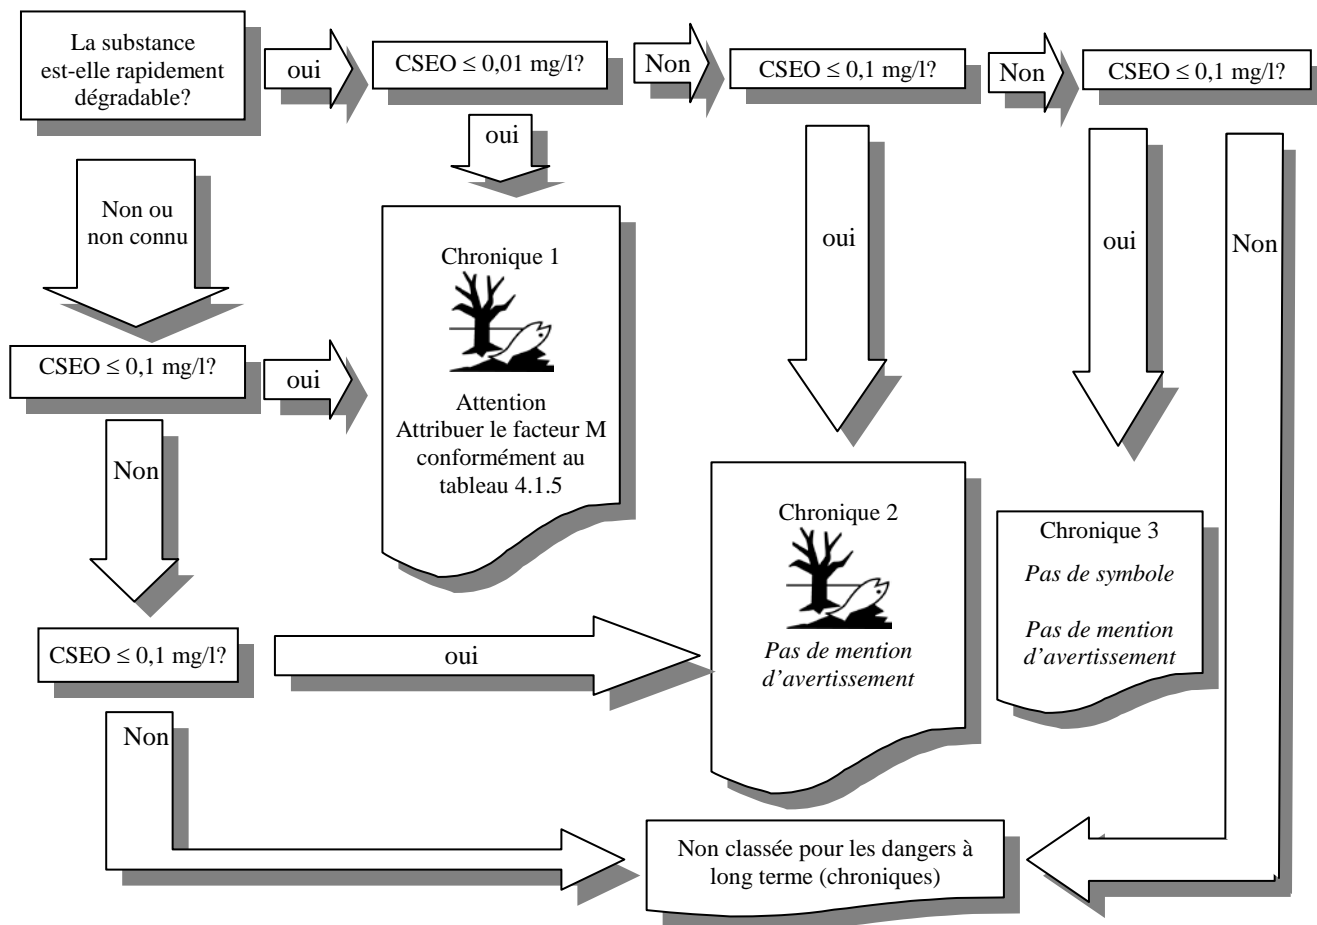 La substance
est-elle rapidement
dégradable?
oui
CSEO ≤ 0,01 mg/l?
Non
CSEO ≤ 0,1 mg/l?
Non
CSEO ≤ 0,1 mg/l?
oui
Non ou
non connu
oui
oui
Non
Chronique 1
Attention
Attribuer le facteur M
conformément au
tableau 4.1.5
CSEO ≤ 0,1 mg/l?
oui
Non
Chronique 2
Pas de mention
d'avertissement
Chronique 3
Pas de symbole
Pas de mention
d'avertissement
CSEO ≤ 0,1 mg/l?
oui
Non
Non classée pour les dangers à
long terme (chroniques)